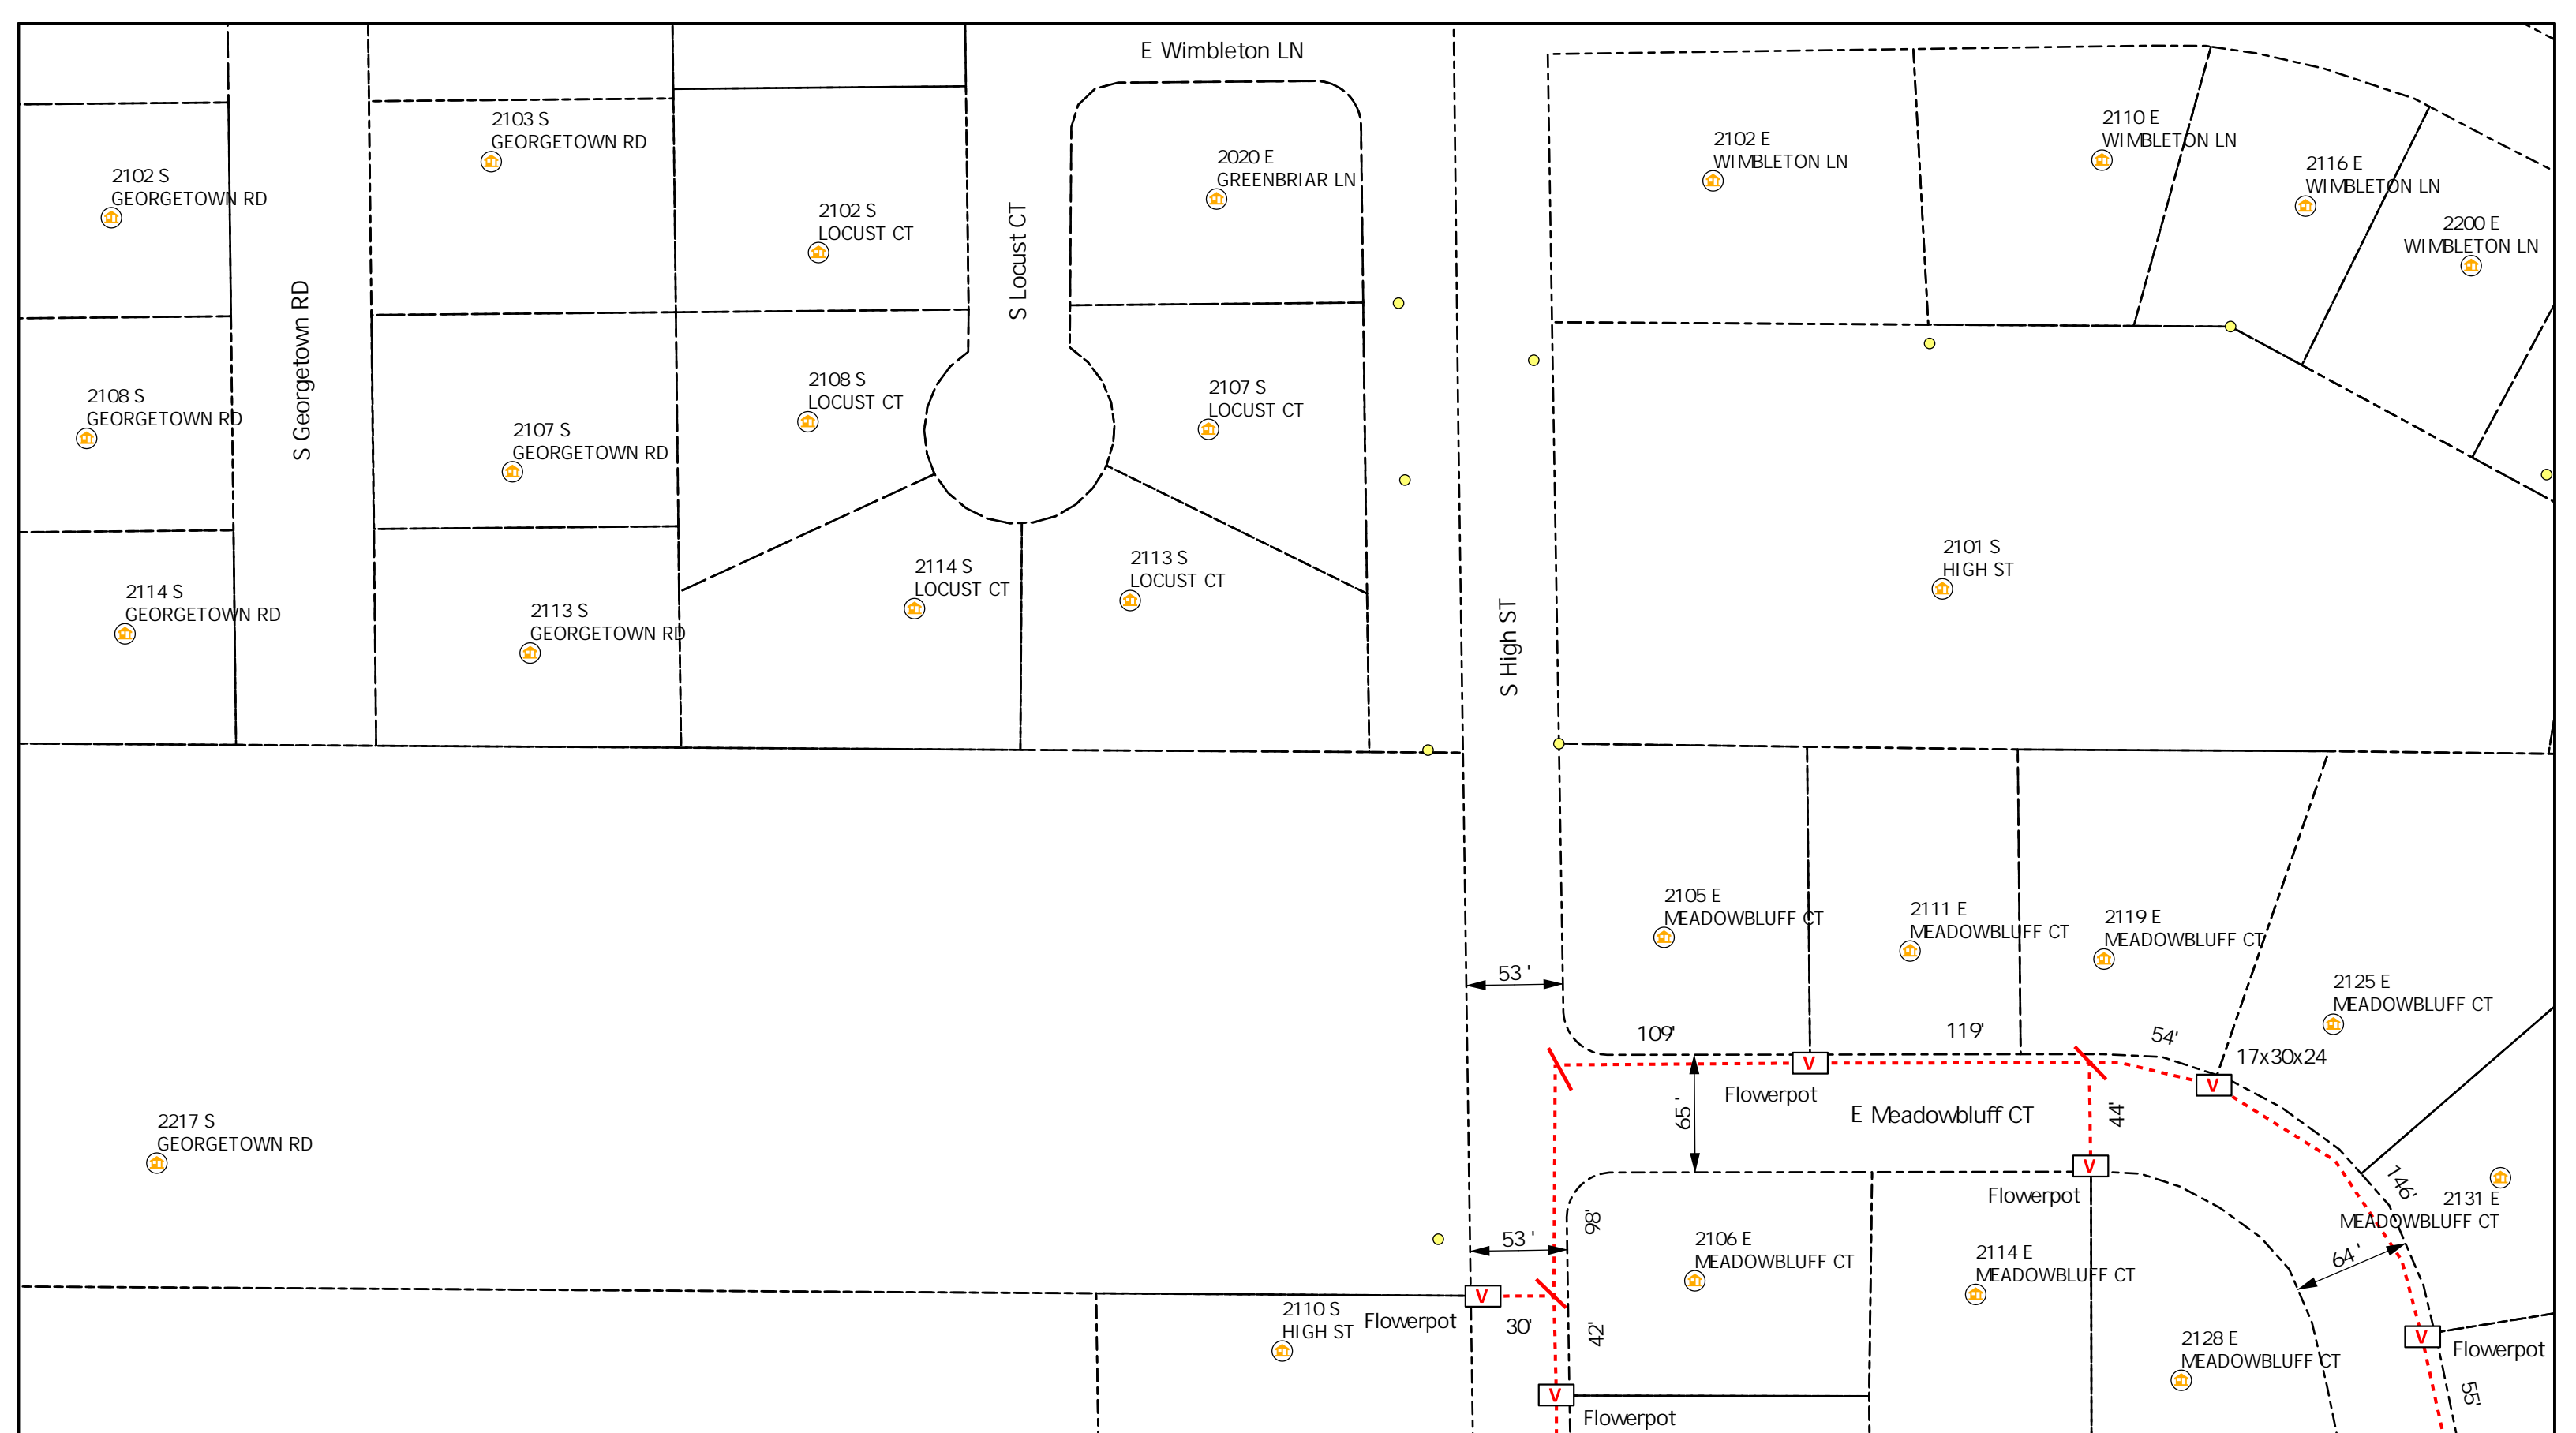 E Wimbleton LN
2103 S
GEORGETOWN RD
2102 S
GEORGETOWN RD
2102 S
LOCUST CT
S Locust CT
2020 E
GREENBRIAR LN
2102 E
WIMBLETON LN
2110 E
WIMBLETON LN
2116 E
WIMBLETON LN
2200 E
WIMBLETON LN
S Georgetown RD
2108 S
GEORGETOWN RD
2107 S
GEORGETOWN RD
2108 S
LOCUST CT
2107 S
LOCUST CT
2114 S
GEORGETOWN RD
2113 S
GEORGETOWN RD
2114 S
LOCUST CT
2113 S
LOCUST CT
S High ST
2101 S
HIGH ST
2105 E
MEADOWBLUFF CT
2111 E
MEADOWBLUFF CT
2119 E
MEADOWBLUFF CT
2125 E
MEADOWBLUFF CT
53 '
109'
119'
54'
17x30x24
V
V
Flowerpot
65 '
E Meadowbluff CT
44'
2217 S
GEORGETOWN RD
V
Flowerpot
146'
2131 E
MEADOWBLUFF CT
98'
53 '
2106 E
MEADOWBLUFF CT
2114 E
MEADOWBLUFF CT
64 '
V
2110 S
HIGH ST
Flowerpot
30'
42'
2128 E
MEADOWBLUFF CT
V
Flowerpot
V
Flowerpot
55'